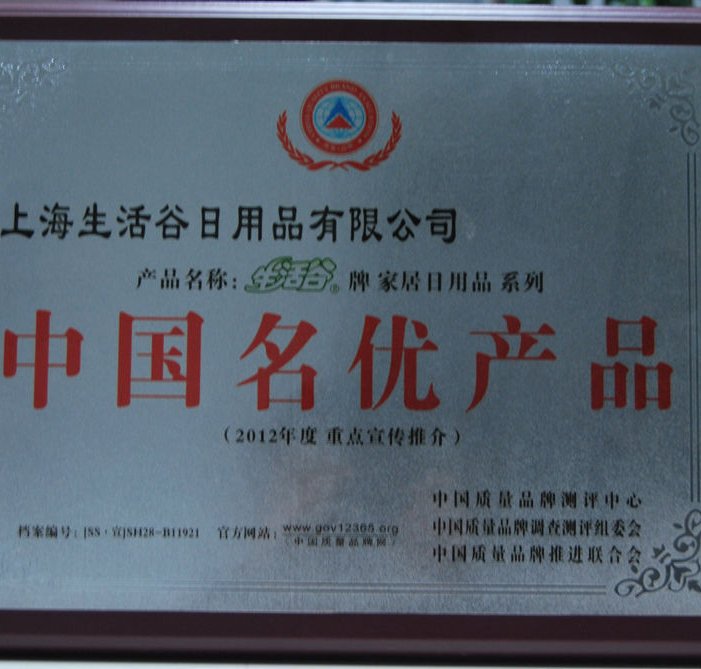 上海生活谷日用品有限公司
产品名称：生活谷® 牌 家居日用品 系列
中国名优产品
（2012年度 重点宣传推介）
中国质量品牌测评中心
档案编号：[SS·宣]SH28-B11921 官方网站：www.gov12365.org 中国质量品牌调查测评组委会
（中国质量品牌网）
中国质量品牌推进联合会